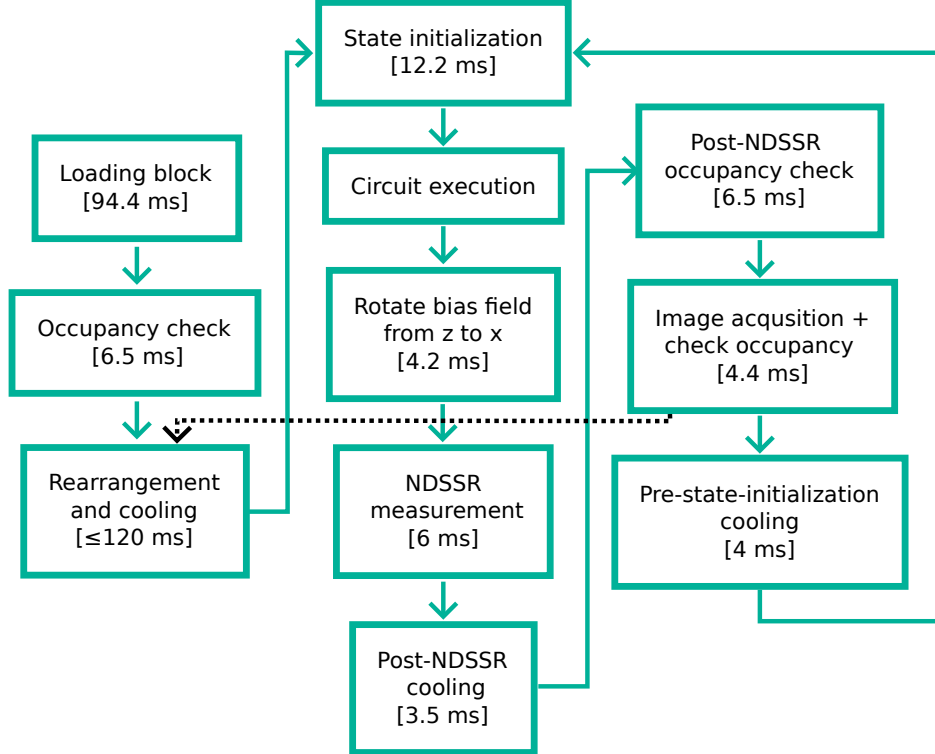 Loading block
[94.4 ms]
Occupancy check
[6.5 ms]
Rearrangement
and cooling
[≤120 ms]
State initialization
[12.2 ms]
Circuit execution
Rotate bias field
from z to x
[4.2 ms]
NDSSR
measurement
[6 ms]
Post-NDSSR
cooling
[3.5 ms]
Post-NDSSR
occupancy check
[6.5 ms]
Image acqusition +
check occupancy
[4.4 ms]
Pre-state-initialization
cooling
[4 ms]